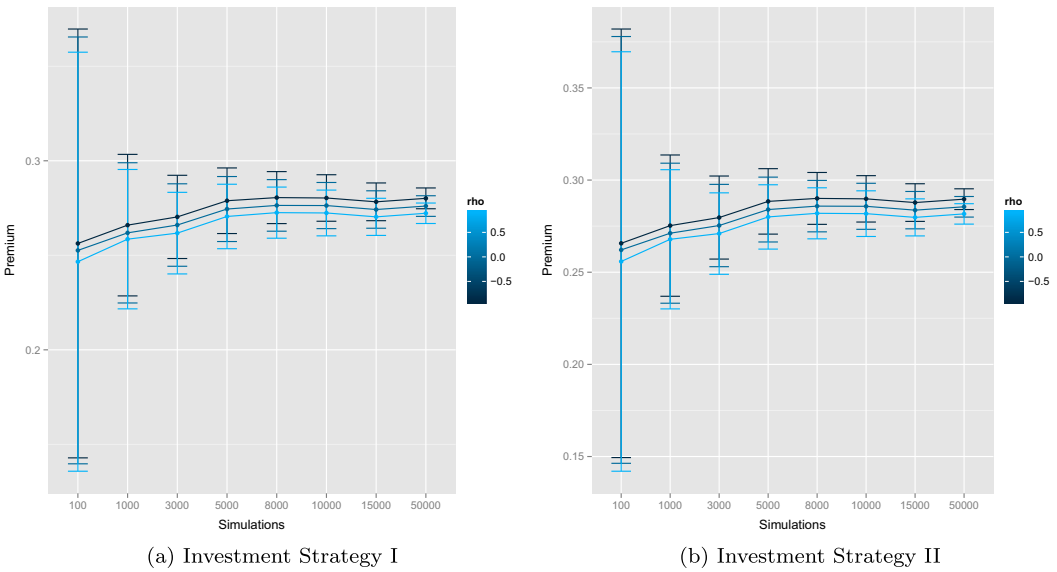 Premium
0.3
0.2
100 1000 3000 5000 8000 10000 15000 50000
Simulations
rho
0.5
0.0
−0.5
(a) Investment Strategy I
Premium
0.35
0.30
0.25
0.20
0.15
100 1000 3000 5000 8000 10000 15000 50000
Simulations
rho
0.5
0.0
−0.5
(b) Investment Strategy II